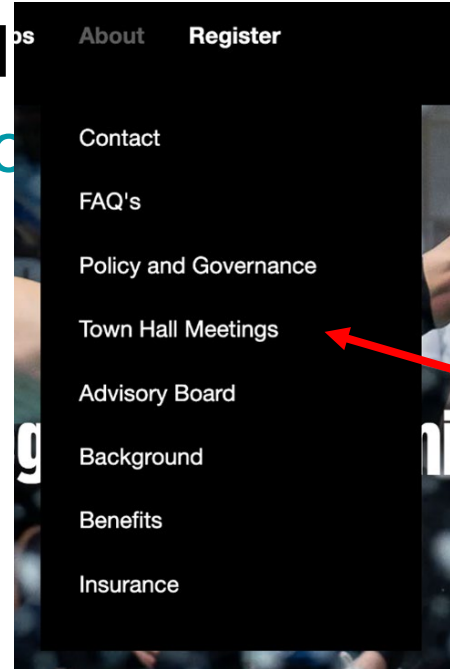 About Register
Contact
FAQ's
Policy and Governance
Town Hall Meetings
Advisory Board
Background
Benefits
Insurance